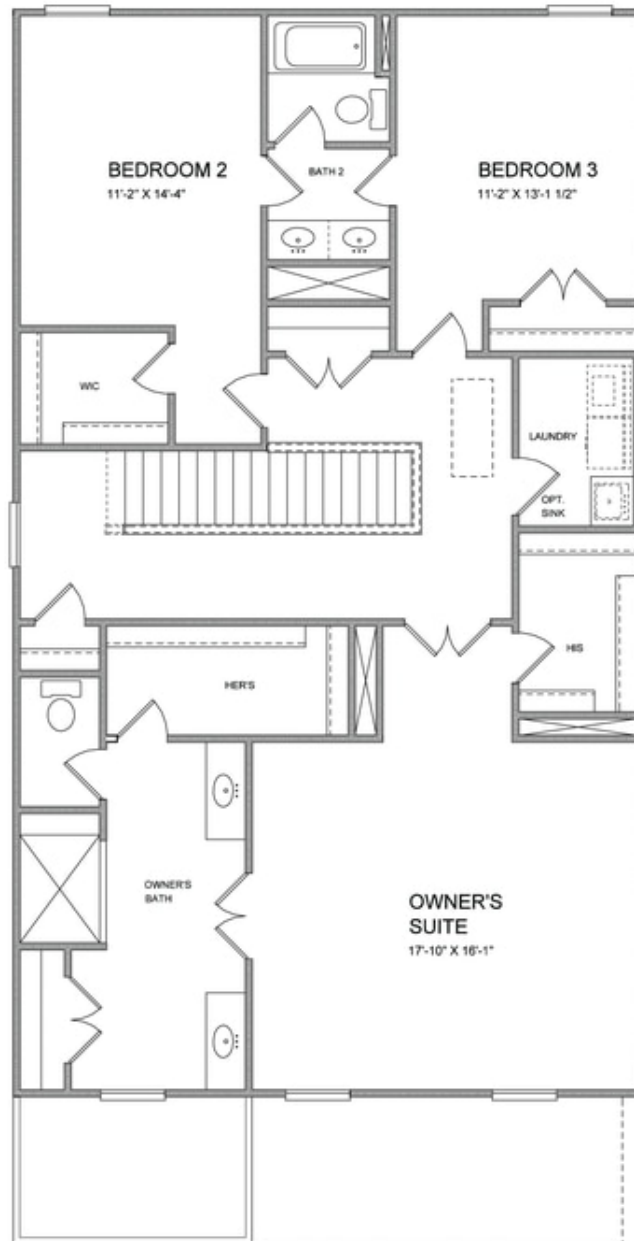 BEDROOM 2
11'-2" X 14'-4"
BATH 2
BEDROOM 3
11'-2" X 13'-1 1/2"
WIC
LAUNDRY
OPT.
SINK
HIS
HER'S
OWNER'S
BATH
OWNER'S
SUITE
17'-10" X 16'-1"